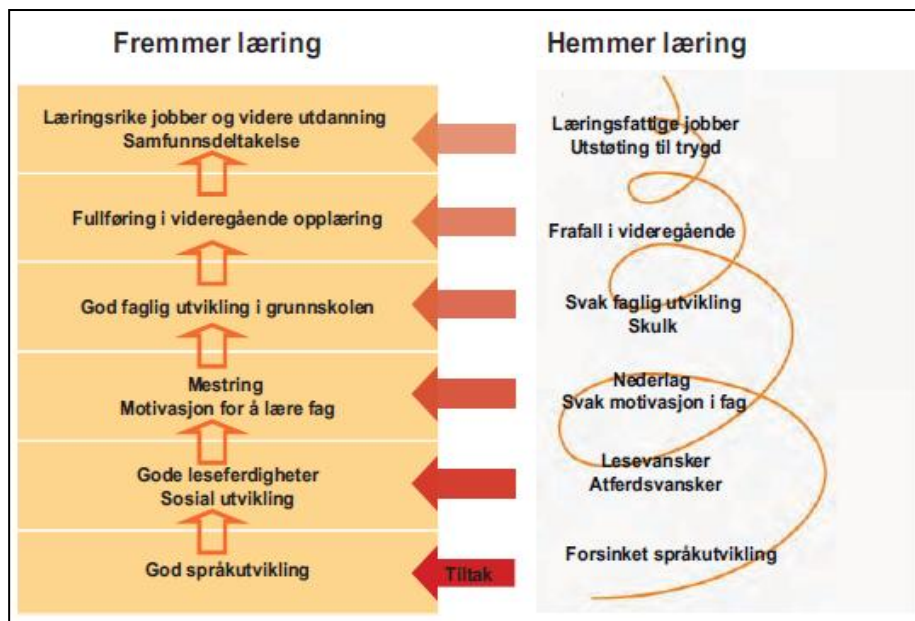 Fremmer læring
Læringsrike jobber og videre utdanning
Samfunnsdeltakelse
Fullføring i videregående opplæring
God faglig utvikling i grunnskolen
Mestring
Motivasjon for å lære fag
Gode leseferdigheter
Sosial utvikling
God språkutvikling
Tiltak
Hemmer læring
Læringsfattige jobber
Utstøting til trygd
Frafall i videregående
Svak faglig utvikling
Skulk
Nederlag
Svak motivasjon i fag
Lesevansker
Atferdsvansker
Forsinket språkutvikling